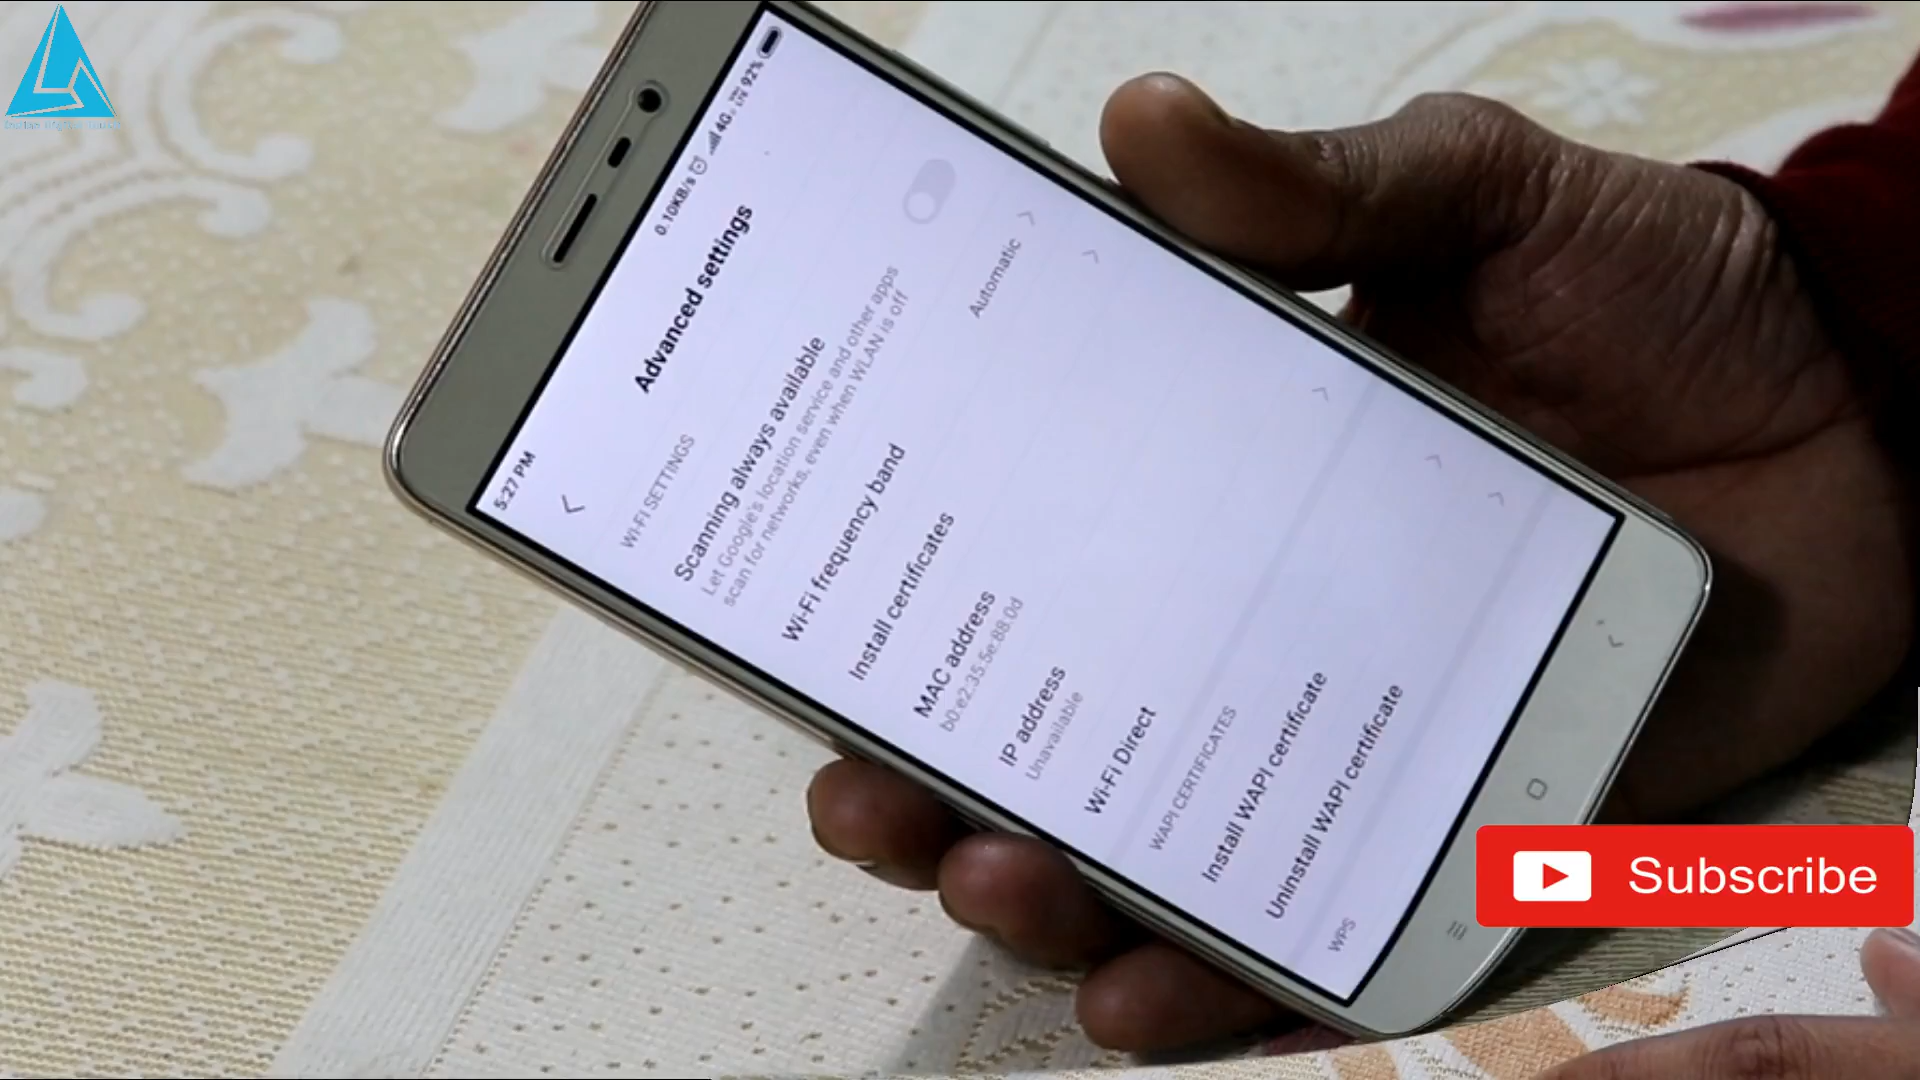 5:27 PM
0.10KB/s
4G
VoLTE
92%
Advanced settings
WI-FI SETTINGS
Scanning always available
Let Google's location service and other apps
scan for networks, even when WLAN is off
Wi-Fi frequency band
Automatic
Install certificates
MAC address
b0:e2:35:5e:88:0d
IP address
Unavailable
Wi-Fi Direct
WAPI CERTIFICATES
Install WAPI certificate
Uninstall WAPI certificate
WPS
Subscribe